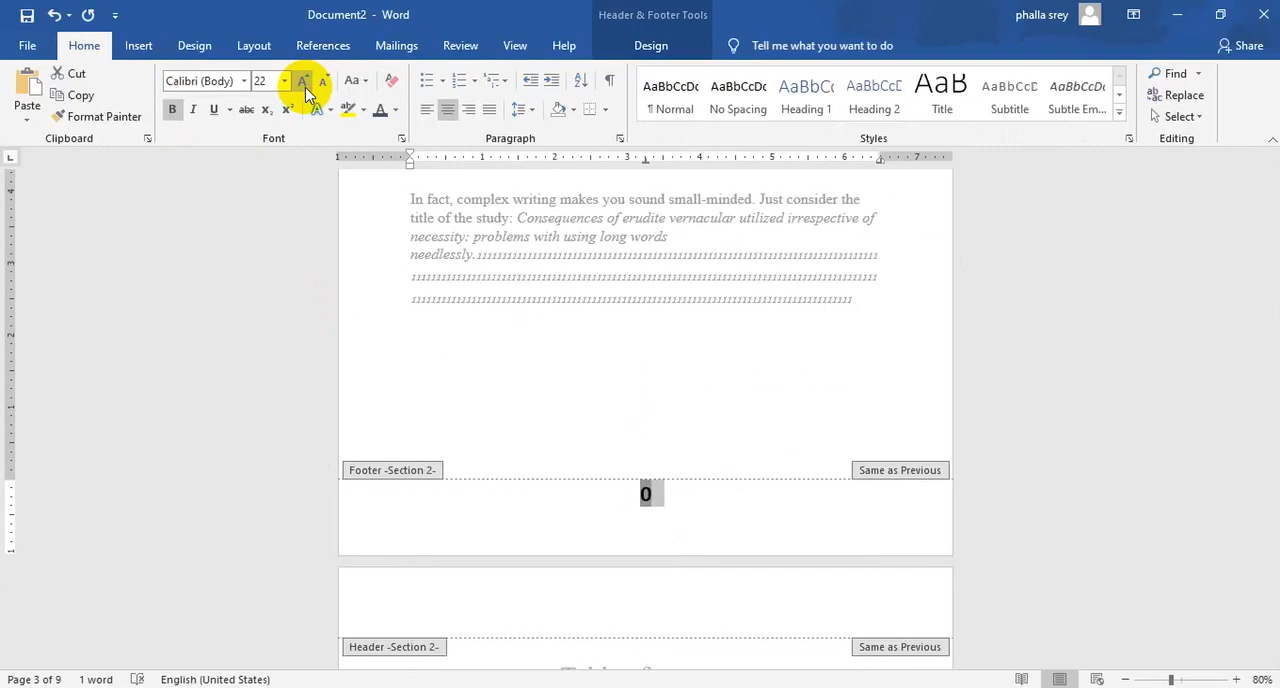 Document2 - Word
Header & Footer Tools
phalla srey
File
Home
Insert
Design
Layout
References
Mailings
Review
View
Help
Design
Tell me what you want to do
Share
Paste
Cut
Copy
Format Painter
Clipboard
Calibri (Body)
22
Font
Paragraph
AaBbCcDc
¶ Normal
AaBbCcDc
No Spacing
AaBbCc
Heading 1
AaBbCcD
Heading 2
AaB
Title
AaBbCcD
Subtitle
AaBbCcDc
Subtle Em...
Styles
Find
Replace
Select
Editing
In fact, complex writing makes you sound small-minded. Just consider the
title of the study: Consequences of erudite vernacular utilized irrespective of
necessity: problems with using long words
needlessly.
Footer -Section 2-
Same as Previous
0
Header -Section 2-
Same as Previous
Page 3 of 9
1 word
English (United States)
80%